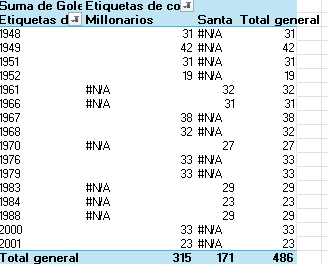 Suma de Gole Etiquetas de co
Etiquetas d Millonarios Santa Total general
1948 31 #N/A 31
1949 42 #N/A 42
1951 31 #N/A 31
1952 19 #N/A 19
1961 #N/A 32 32
1966 #N/A 31 31
1967 38 #N/A 38
1968 32 #N/A 32
1970 #N/A 27 27
1976 33 #N/A 33
1979 33 #N/A 33
1983 #N/A 29 29
1984 #N/A 23 23
1988 #N/A 29 29
2000 33 #N/A 33
2001 23 #N/A 23
Total general 315 171 486